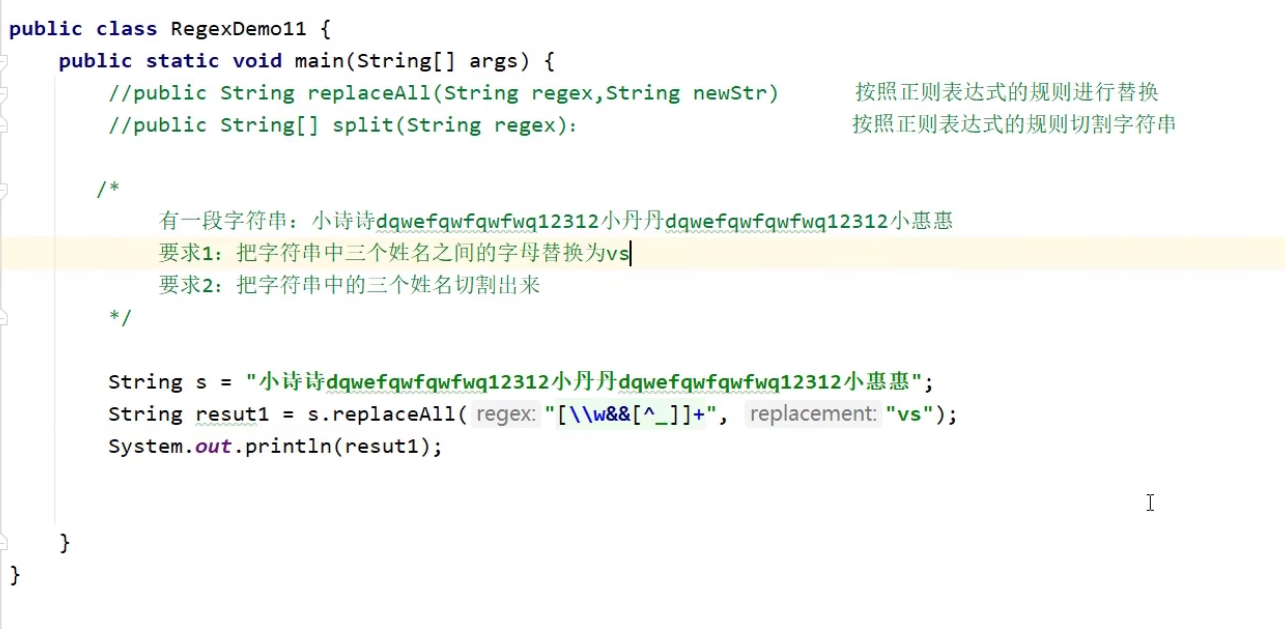 public class RegexDemo11 {
public static void main(String[] args) {
//public String replaceAll(String regex,String newStr) 按照正则表达式的规则进行替换
//public String[] split(String regex): 按照正则表达式的规则切割字符串
/*
有一段字符串：小诗诗dqwefqwfqwfwq12312小丹丹dqwefqwfqwfwq12312小惠惠
要求1：把字符串中三个姓名之间的字母替换为vs
要求2：把字符串中的三个姓名切割出来
*/
String s = "小诗诗dqwefqwfqwfwq12312小丹丹dqwefqwfqwfwq12312小惠惠";
String resut1 = s.replaceAll( regex: "[\\w&&[^_]]+", replacement: "vs");
System.out.println(resut1);
}
}